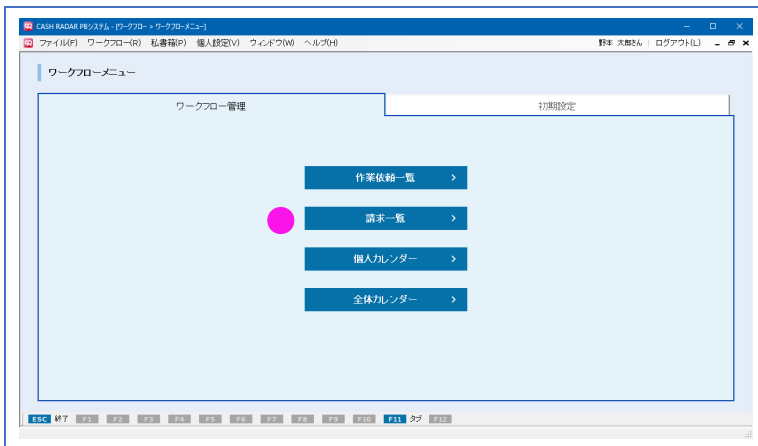 CASH RADAR PBシステム - [ワークフロー > ワークフローメニュー]
ファイル(F) ワークフロー(R) 私書箱(P) 個人設定(V) ウィンドウ(W) ヘルプ(H) 野本 太郎さん ログアウト(L)
ワークフローメニュー
ワークフロー管理 初期設定
作業依頼一覧
請求一覧
個人カレンダー
全体カレンダー
ESC 終了 F1 F2 F3 F4 F5 F6 F7 F8 F9 F10 F11 タブ F12